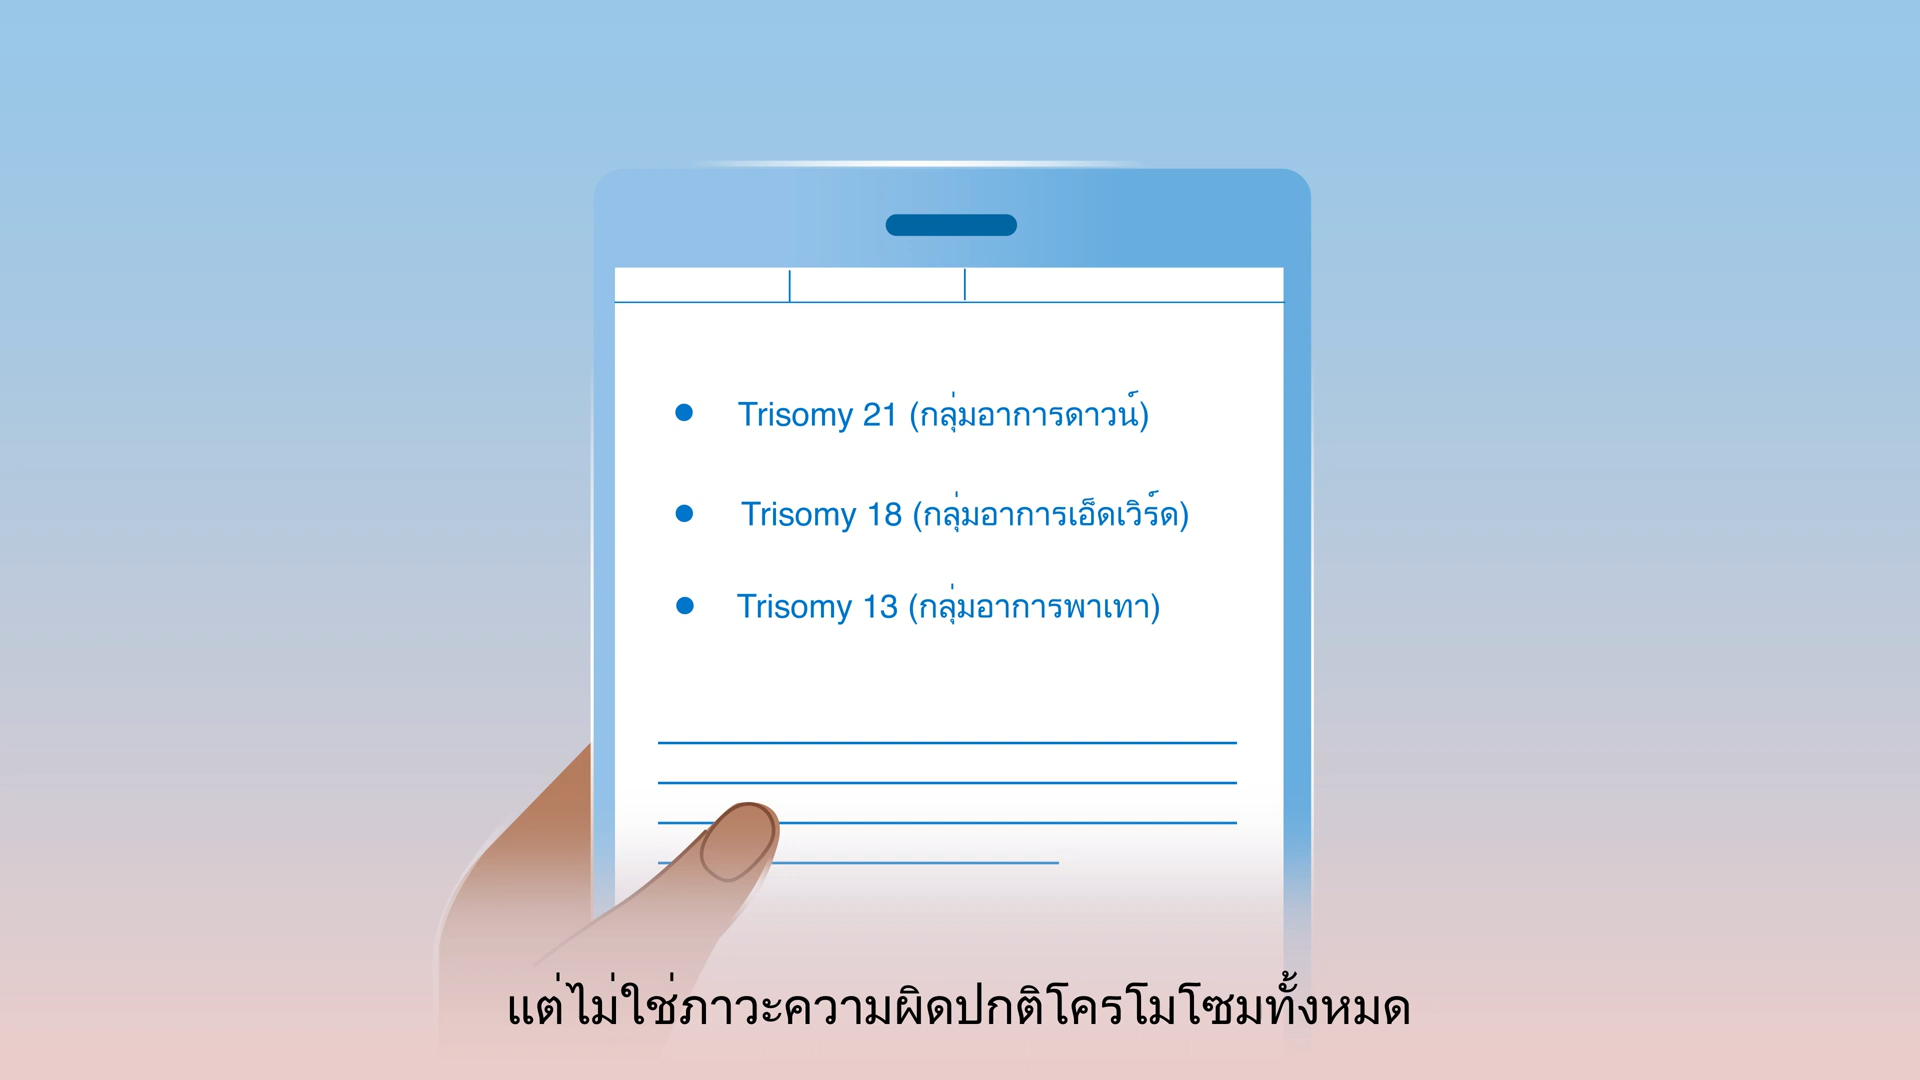 ● Trisomy 21 (กลุ่มอาการดาวน์)
● Trisomy 18 (กลุ่มอาการเอ็ดเวิร์ด)
● Trisomy 13 (กลุ่มอาการพาเทา)
แต่ไม่ใช่ภาวะความผิดปกติโครโมโซมทั้งหมด